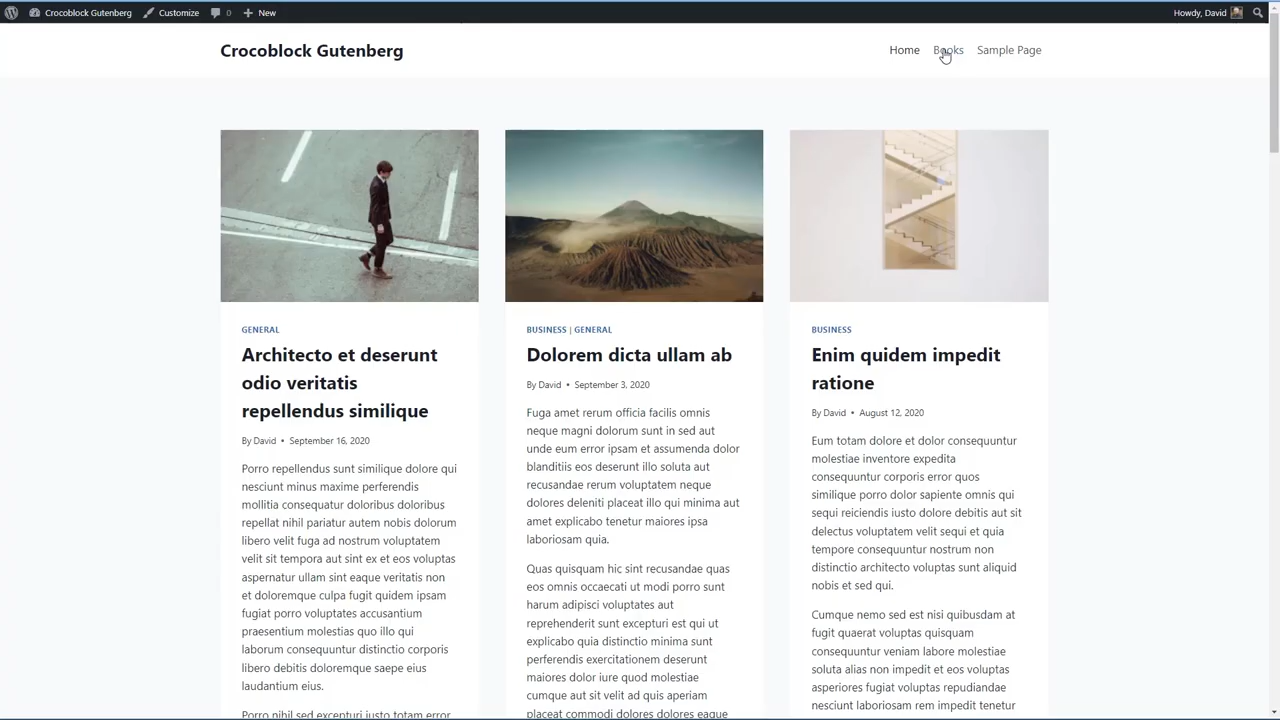 Crocoblock Gutenberg Customize 0 New Howdy, David
Crocoblock Gutenberg Home Books Sample Page
GENERAL
Architecto et deserunt
odio veritatis
repellendus similique
By David • September 16, 2020
Porro repellendus sunt similique dolore qui
nesciunt minus maxime perferendis
mollitia consequatur doloribus doloribus
repellat nihil pariatur autem nobis dolorum
libero velit fuga ad nostrum voluptatem
velit sit tempora aut sint ex et eos voluptas
aspernatur ullam sint eaque veritatis non
et doloremque culpa fugit quidem ipsam
fugiat porro voluptates accusantium
praesentium molestias quo illo qui
laborum consequuntur distinctio corporis
libero debitis doloremque saepe eius
laudantium eius.
Porro nihil sed excepturi iusto totam error
BUSINESS | GENERAL
Dolorem dicta ullam ab
By David • September 3, 2020
Fuga amet rerum officia facilis omnis
neque magni dolorum sunt in sed aut
unde eum error ipsam et assumenda dolor
blanditiis eos deserunt illo soluta aut
recusandae rerum voluptatem neque
dolores deleniti placeat illo qui minima aut
amet explicabo tenetur maiores ipsa
laboriosam quia.
Quas quisquam hic sint recusandae quas
eos omnis occaecati ut modi porro sunt
harum adipisci voluptates aut
reprehenderit sunt excepturi est qui ut
explicabo quia distinctio minima sunt
perferendis exercitationem deserunt
maiores dolor iure quod molestiae
cumque aut sit velit ad quis aperiam
placeat commodi dolores dolores eaque
BUSINESS
Enim quidem impedit
ratione
By David • August 12, 2020
Eum totam dolore et dolor consequuntur
molestiae inventore expedita
consequuntur corporis error quos
similique porro dolor sapiente omnis qui
sequi reiciendis iusto dolore debitis aut sit
delectus voluptatem velit sequi et quia
tempore consequuntur nostrum non
distinctio architecto voluptas sunt aliquid
nobis et sed qui.
Cumque nemo sed est nisi quibusdam at
fugit quaerat voluptas quisquam
consequuntur veniam labore molestiae
soluta alias non impedit et eos voluptas
asperiores fugiat voluptas repudiandae
nesciunt laboriosam rem impedit tenetur